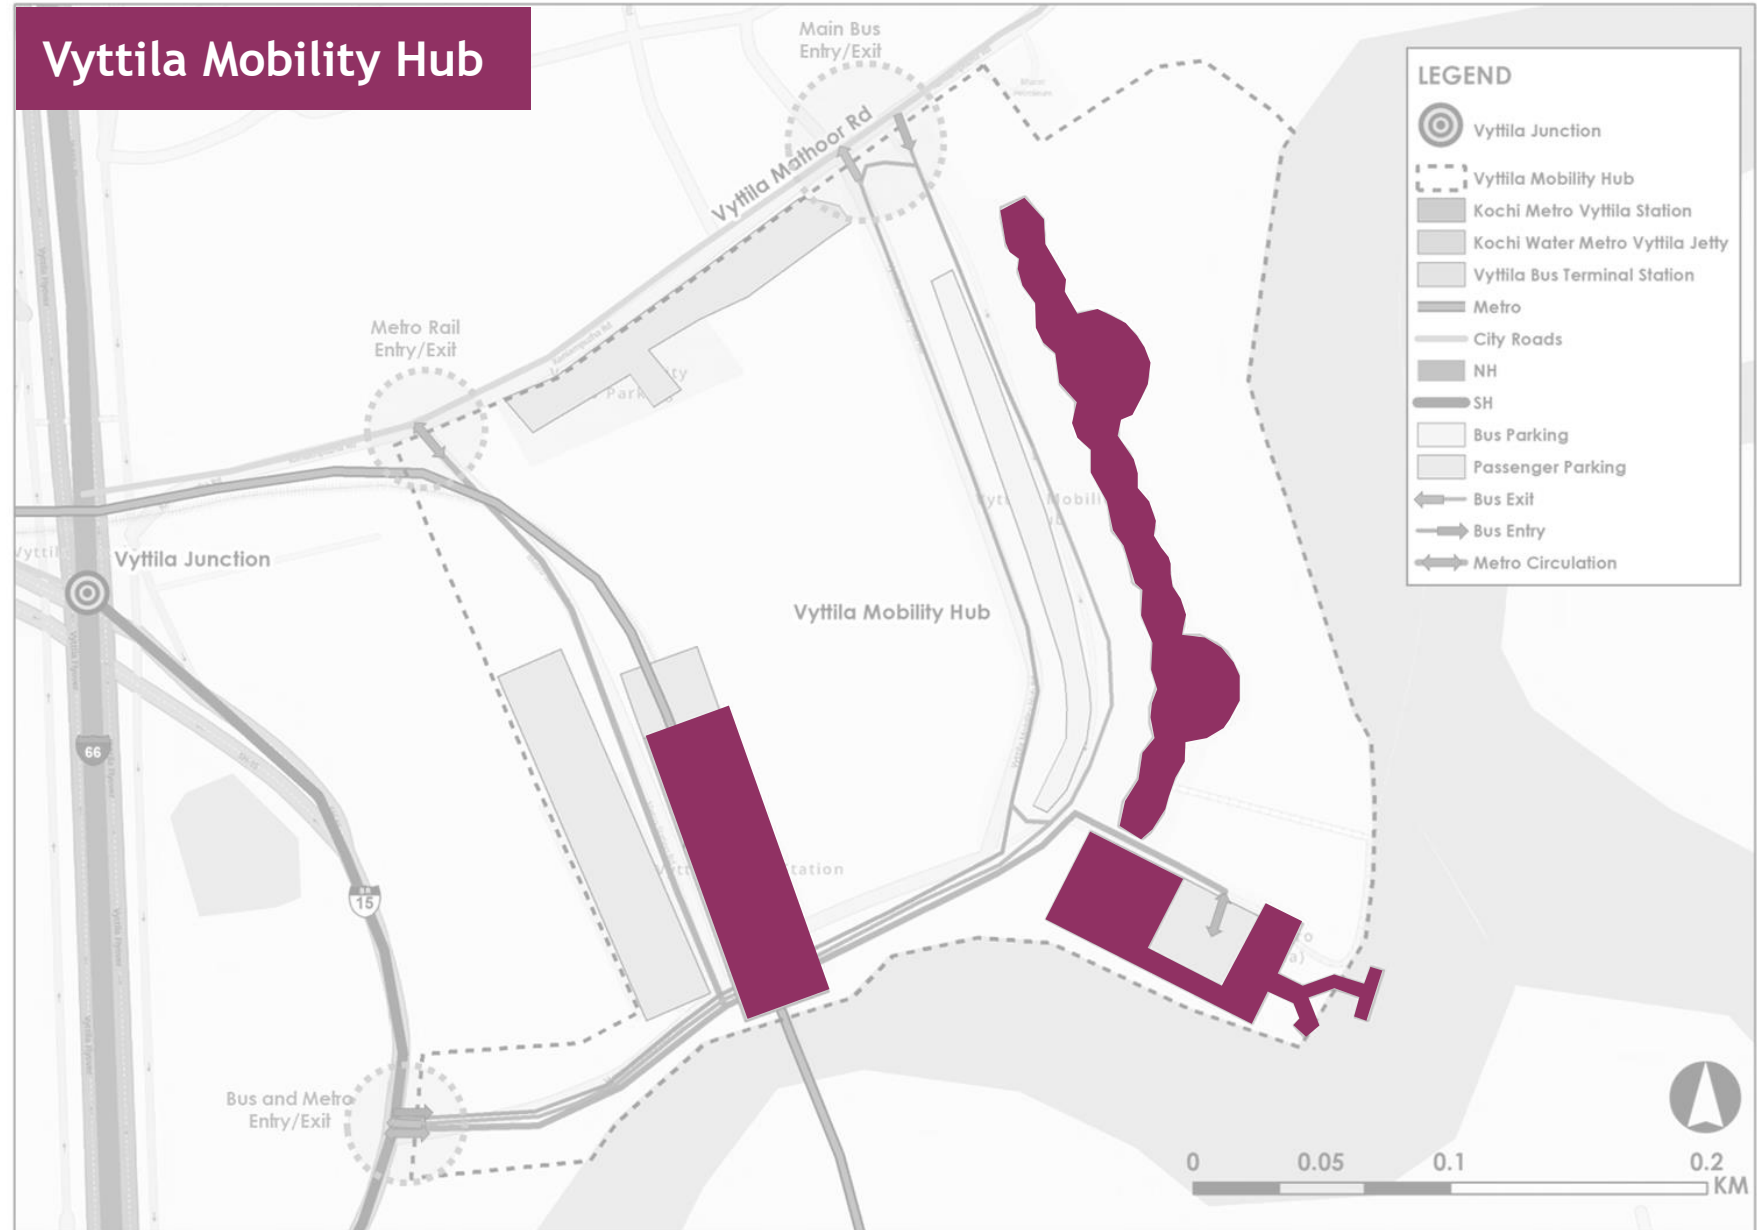 Vyttila Mobility Hub
Main Bus
Entry/Exit
Vyttila Mathoor Rd
Metro Rail
Entry/Exit
Vyttila Junction
Vyttila Mobility Hub
66
15
Bus and Metro
Entry/Exit
LEGEND
Vyttila Junction
Vyttila Mobility Hub
Kochi Metro Vyttila Station
Kochi Water Metro Vyttila Jetty
Vyttila Bus Terminal Station
Metro
City Roads
NH
SH
Bus Parking
Passenger Parking
Bus Exit
Bus Entry
Metro Circulation
0 0.05 0.1 0.2
KM